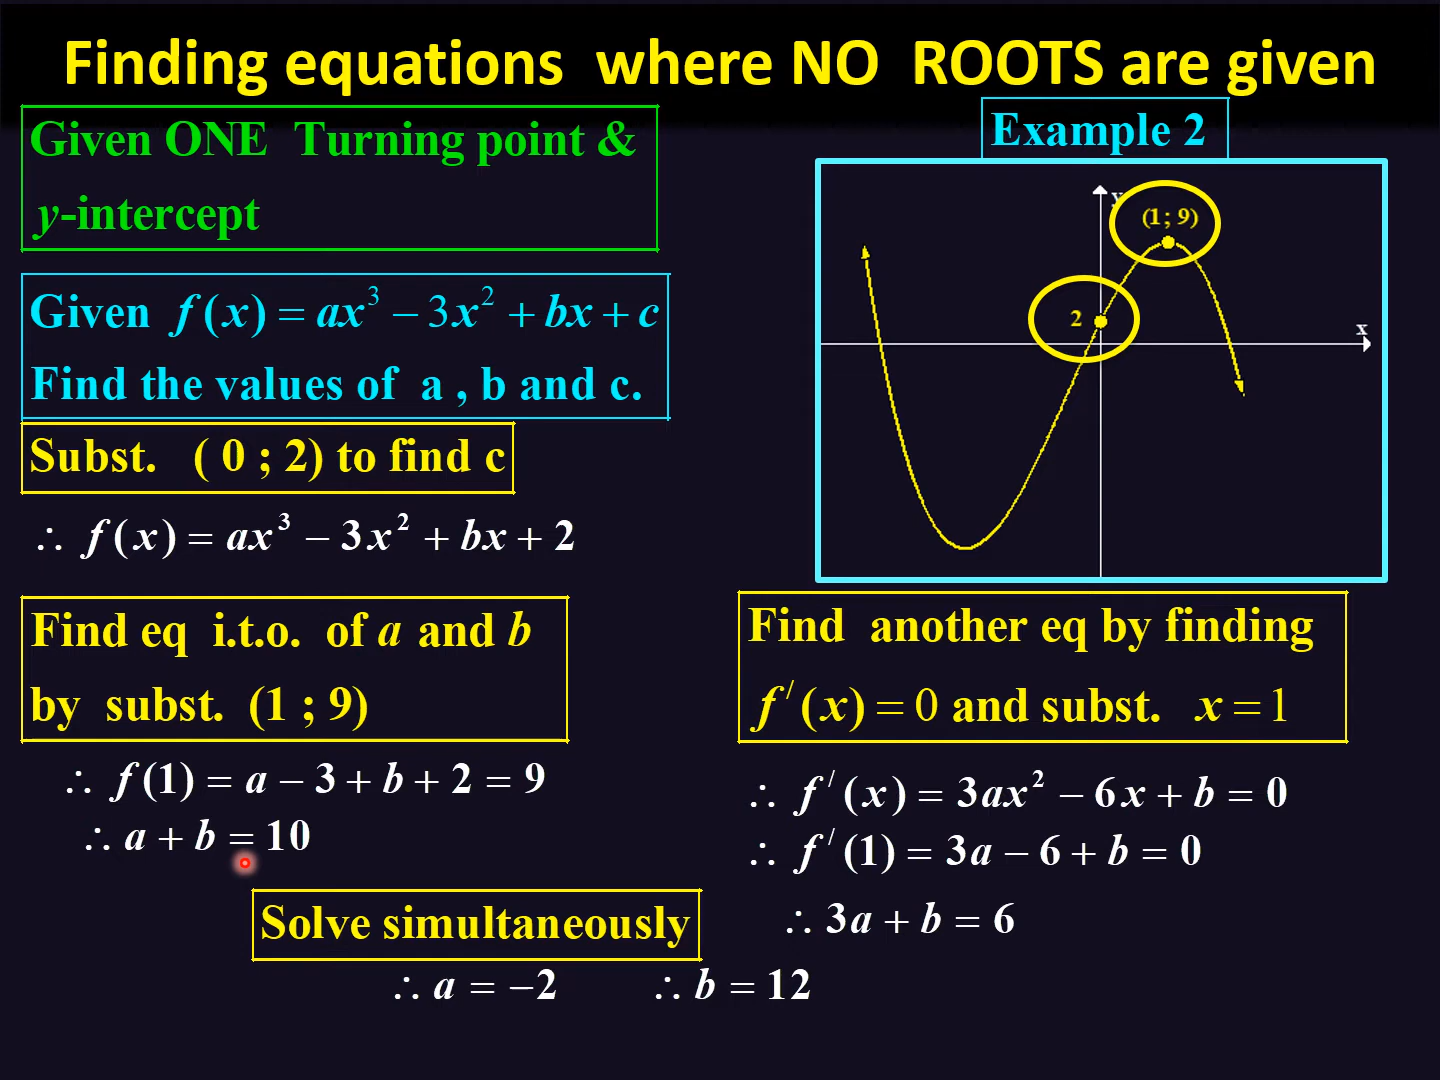 Finding equations where NO ROOTS are given
Given ONE Turning point &
y-intercept
Example 2
y
(1; 9)
2
x
Given f(x) = ax³ − 3x² + bx + c
Find the values of a , b and c.
Subst. ( 0 ; 2) to find c
∴ f(x) = ax³ − 3x² + bx + 2
Find eq i.t.o. of a and b
by subst. (1 ; 9)
∴ f(1) = a − 3 + b + 2 = 9
∴ a + b = 10
Find another eq by finding
f′(x) = 0 and subst. x = 1
∴ f′(x) = 3ax² − 6x + b = 0
∴ f′(1) = 3a − 6 + b = 0
∴ 3a + b = 6
Solve simultaneously
∴ a = −2 ∴ b = 12